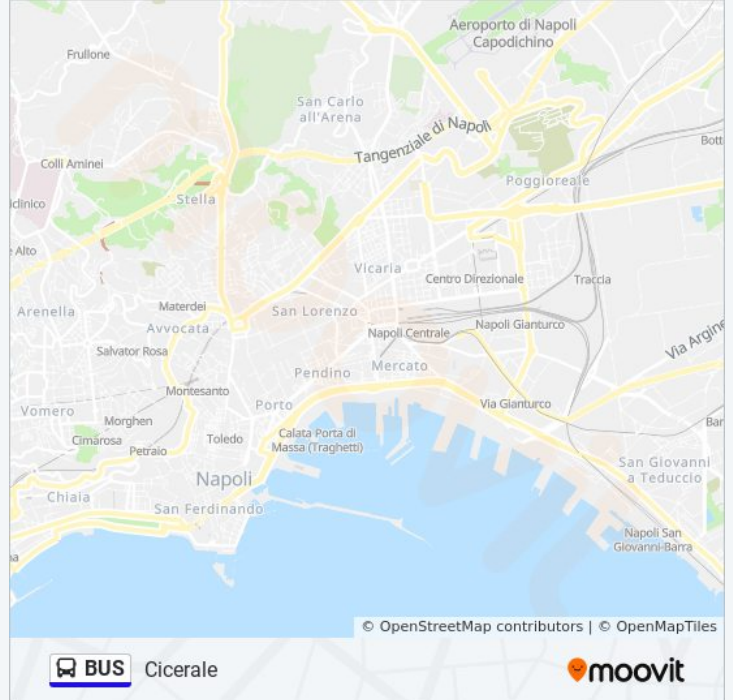 Aeroporto di Napoli
Capodichino
Frullone
San Carlo
all'Arena
Tangenziale di Napoli
Bott
Colli Aminei
Poggioreale
iclinico
Stella
e Alto
Vicaria
Centro Direzionale
Traccia
Arenella
Materdei
San Lorenzo
Avvocata
Napoli Centrale
Napoli Gianturco
Via Argine
Salvator Rosa
Pendino
Mercato
Montesanto
Porto
Via Gianturco
Vomero
Morghen
Bar
Cimarosa
Toledo
Calata Porta di
Massa (Traghetti)
Petraio
San Giovanni
a Teduccio
Napoli
Chiaia
San Ferdinando
Napoli San
Giovanni-Barra
a
© OpenStreetMap contributors | © OpenMapTiles
BUS Cicerale
moovit